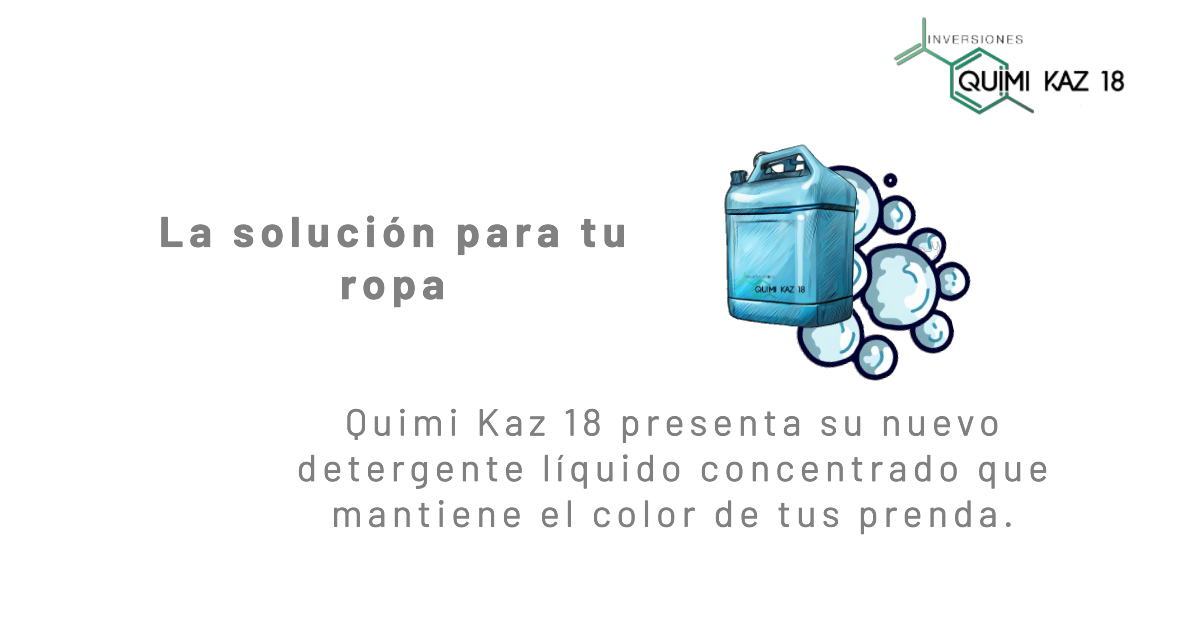 INVERSIONES
QUIMI KAZ 18
La solución para tu
ropa
QUIMI KAZ 18
Quimi Kaz 18 presenta su nuevo
detergente líquido concentrado que
mantiene el color de tus prenda.